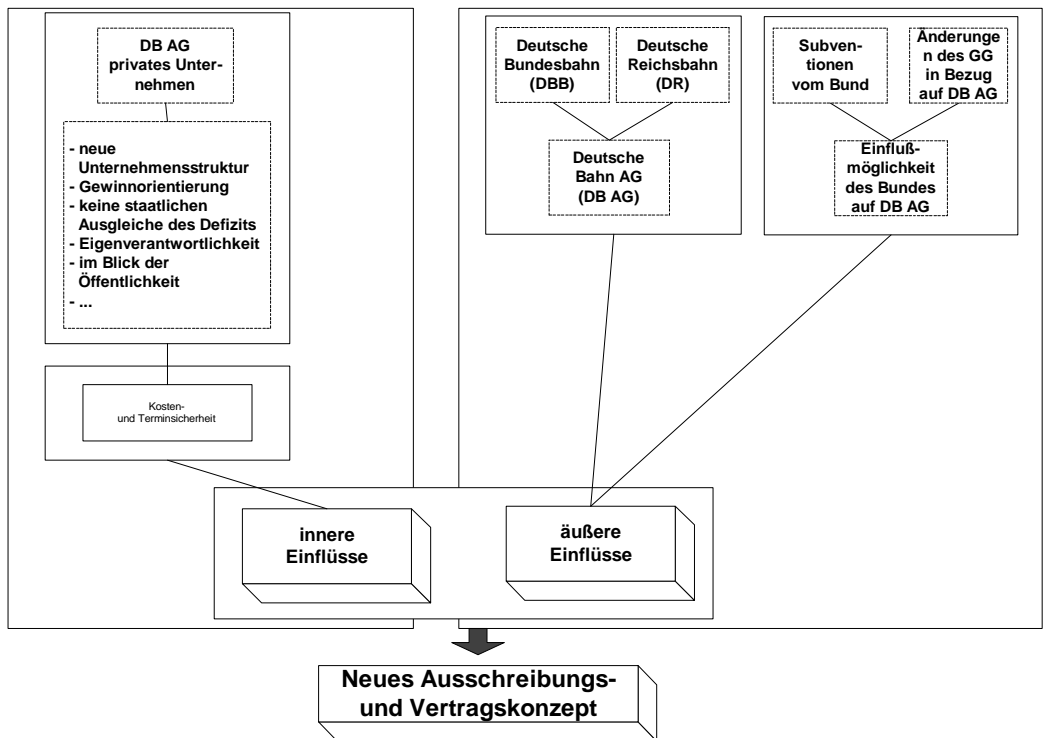 DB AG
privates Unter-
nehmen
- neue
Unternehmensstruktur
- Gewinnorientierung
- keine staatlichen
Ausgleiche des Defizits
- Eigenverantwortlichkeit
- im Blick der
Öffentlichkeit
- ...
Kosten-
und Terminsicherheit
Deutsche
Bundesbahn
(DBB)
Deutsche
Reichsbahn
(DR)
Deutsche
Bahn AG
(DB AG)
Subven-
tionen
vom Bund
Änderunge
n des GG
in Bezug
auf DB AG
Einfluß-
möglichkeit
des Bundes
auf DB AG
innere
Einflüsse
äußere
Einflüsse
Neues Ausschreibungs-
und Vertragskonzept